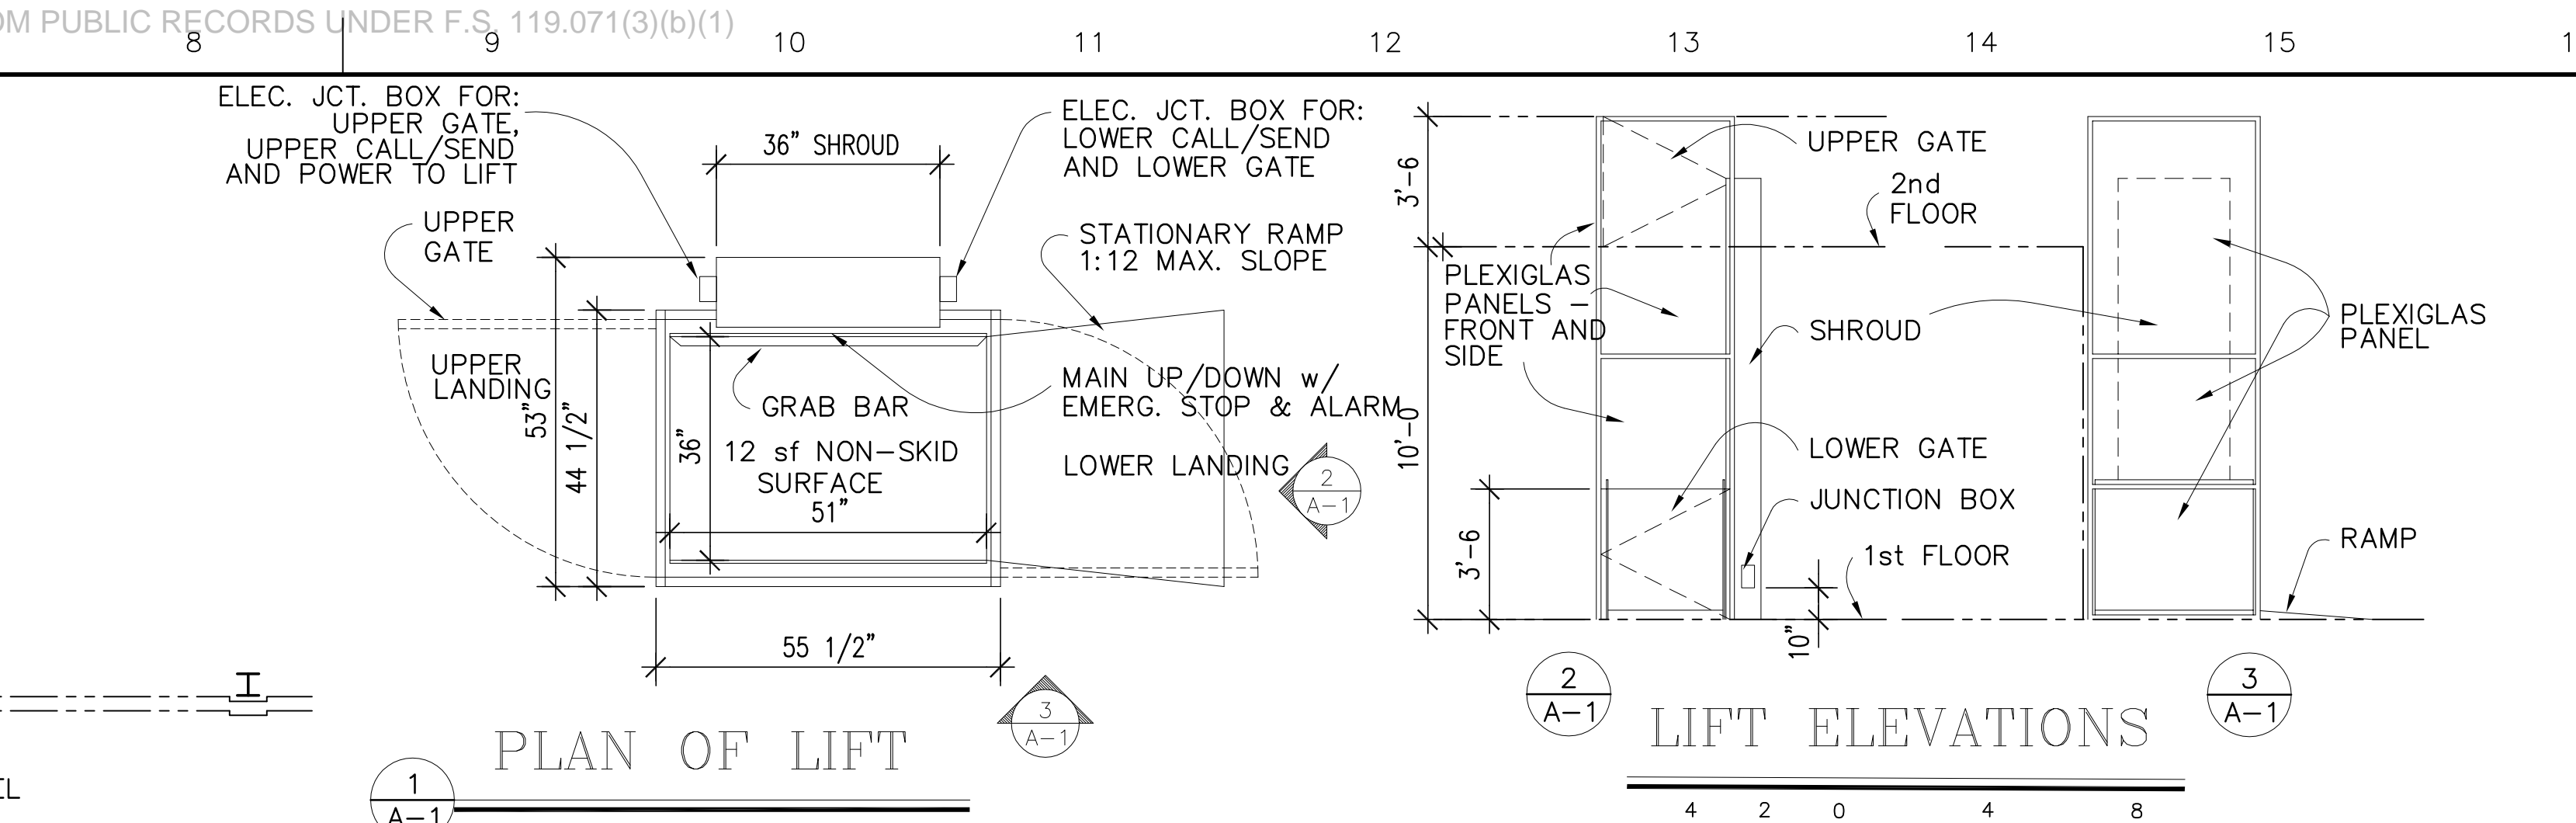 OM PUBLIC RECORDS UNDER F.S. 119.071(3)(b)(1)
8 9 10 11 12 13 14 15 1
ELEC. JCT. BOX FOR:
UPPER GATE,
UPPER CALL/SEND
AND POWER TO LIFT
36" SHROUD
ELEC. JCT. BOX FOR:
LOWER CALL/SEND
AND LOWER GATE
UPPER
GATE
STATIONARY RAMP
1:12 MAX. SLOPE
UPPER
LANDING
53"
44 1/2"
36"
GRAB BAR
12 sf NON-SKID
SURFACE
51"
MAIN UP/DOWN w/
EMERG. STOP & ALARM
LOWER LANDING
2
A-1
55 1/2"
3
A-1
PLAN OF LIFT
1
A-1
EL
3'-6
10'-0
3'-6
UPPER GATE
2nd
FLOOR
PLEXIGLAS
PANELS -
FRONT AND
SIDE
SHROUD
PLEXIGLAS
PANEL
LOWER GATE
JUNCTION BOX
1st FLOOR
10"
RAMP
2
A-1
LIFT ELEVATIONS
3
A-1
4 2 0 4 8